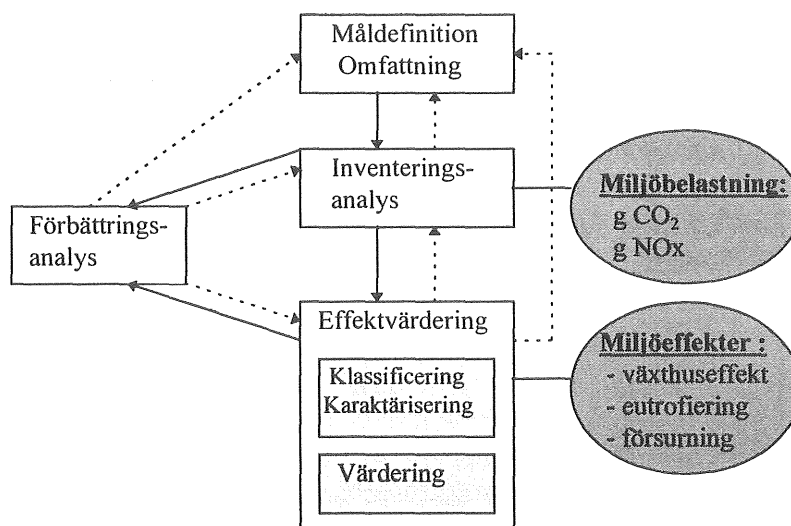 Måldefinition
Omfattning
Inventerings-
analys
Miljöbelastning:
g CO₂
g NOx
Förbättrings-
analys
Effektvärdering
Klassificering
Karaktärisering
Värdering
Miljöeffekter :
- växthuseffekt
- eutrofiering
- försurning